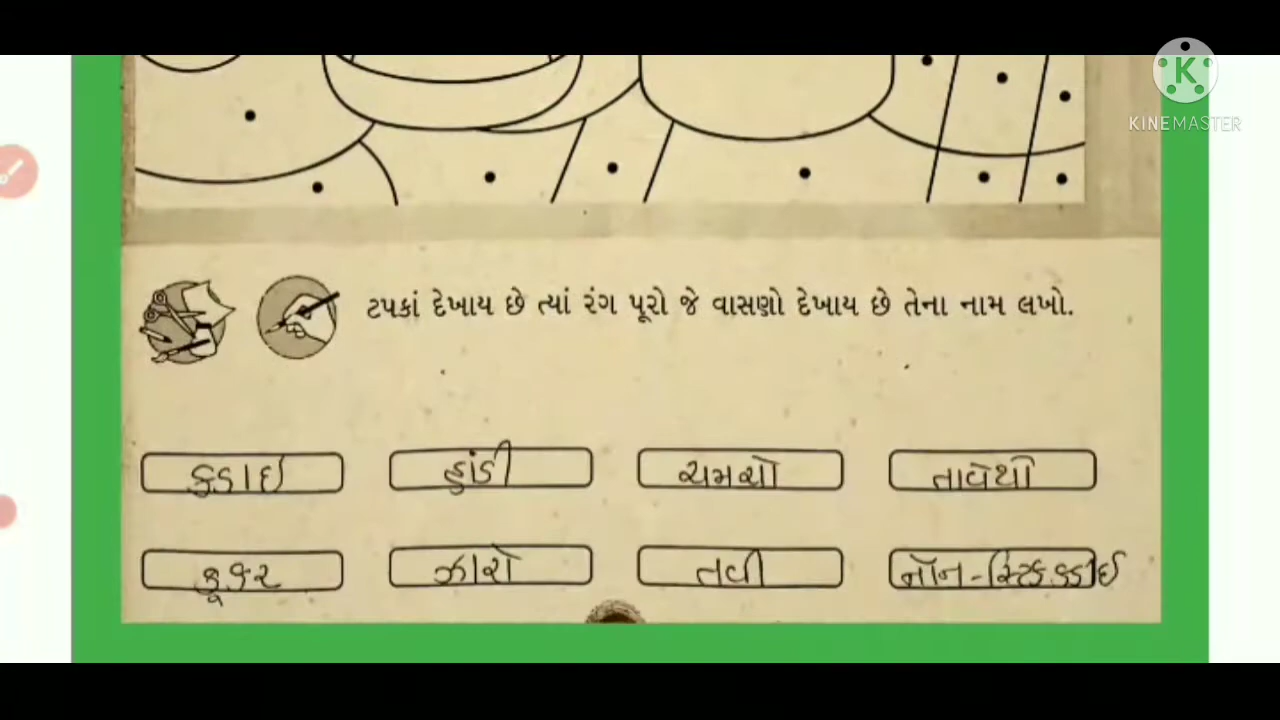 KINEMASTER
ટપકાં દેખાય છે ત્યાં રંગ પૂરો જે વાસણો દેખાય છે તેના નામ લખો.
કડાઈ હાંડી ચમચો તાવેથો
કૂકર ઝારો તવી નૉન-સ્ટિક કડાઈ